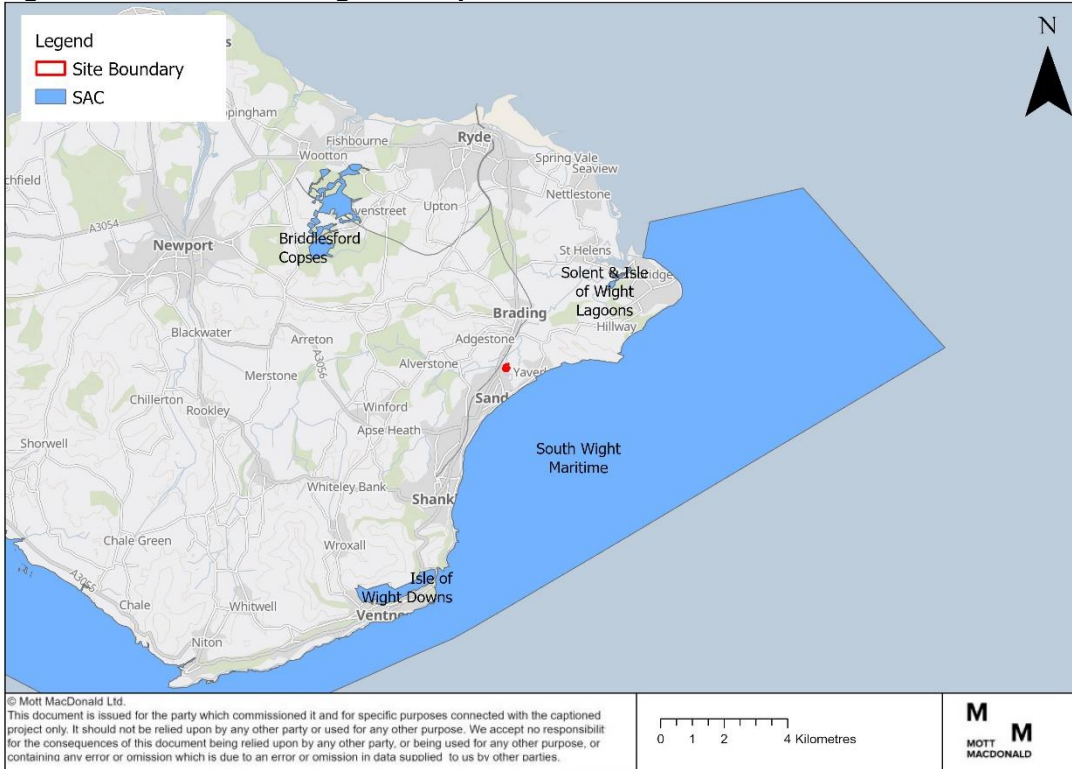 Legend
Site Boundary
SAC
N
Ryde
Fishbourne
Wootton
Spring Vale
Seaview
Nettlestone
Upton
A3054
Newport
Briddlesford
Copses
St Helens
Solent & Isle
of Wight
Lagoons
Hillway
Brading
Adgestone
Blackwater
Arreton
Alverstone
A3056
Merstone
Chillerton
Rookley
Winford
Apse Heath
Shorwell
South Wight
Maritime
Whiteley Bank
Shankl
Chale Green
Wroxall
Isle of
Wight Downs
A3055
Chale
Whitwell
Ventno
Niton
© Mott MacDonald Ltd.
This document is issued for the party which commissioned it and for specific purposes connected with the captioned
project only. It should not be relied upon by any other party or used for any other purpose. We accept no responsibilit
for the consequences of this document being relied upon by any other party, or being used for any other purpose, or
containing any error or omission which is due to an error or omission in data supplied to us by other parties.
0 1 2 4 Kilometres
M
M
MOTT
MACDONALD